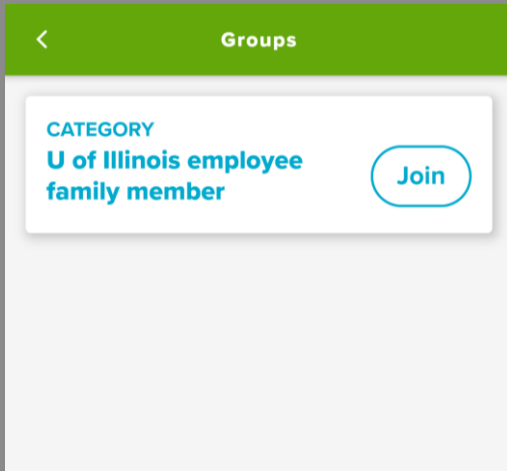 Groups
CATEGORY
U of Illinois employee
family member
Join